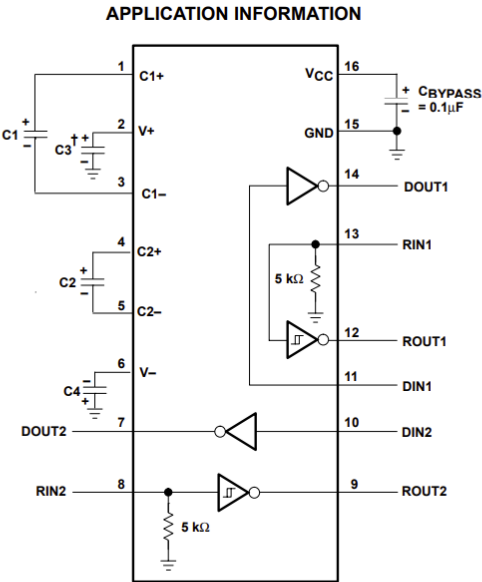 APPLICATION INFORMATION
1
C1+
C1
+
−
2
V+
C3† +
−
3
C1−
4
C2+
C2
+
−
5
C2−
6
V−
C4
−
+
DOUT2
7
RIN2
8
5 kΩ
VCC
16
+
−
CBYPASS
= 0.1μF
GND
15
14
DOUT1
13
RIN1
5 kΩ
12
ROUT1
11
DIN1
10
DIN2
9
ROUT2